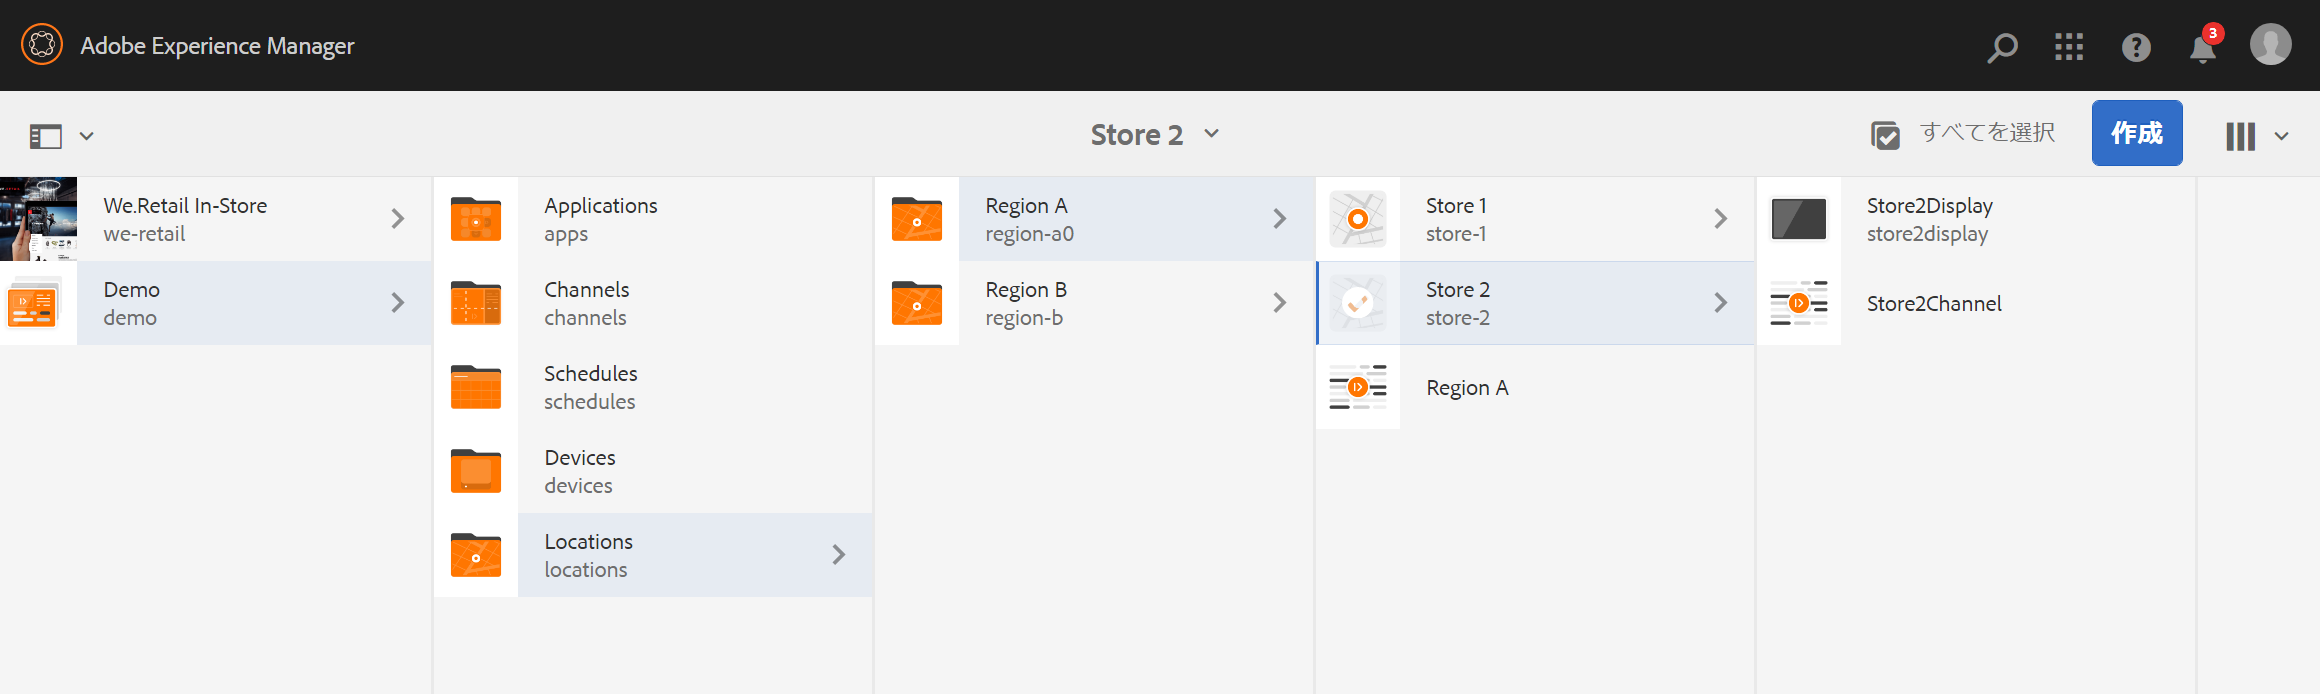 Adobe Experience Manager
3
Store 2
すべてを選択
作成
We.Retail In-Store
we-retail
Demo
demo
Applications
apps
Channels
channels
Schedules
schedules
Devices
devices
Locations
locations
Region A
region-a0
Region B
region-b
Store 1
store-1
Store 2
store-2
Region A
Store2Display
store2display
Store2Channel